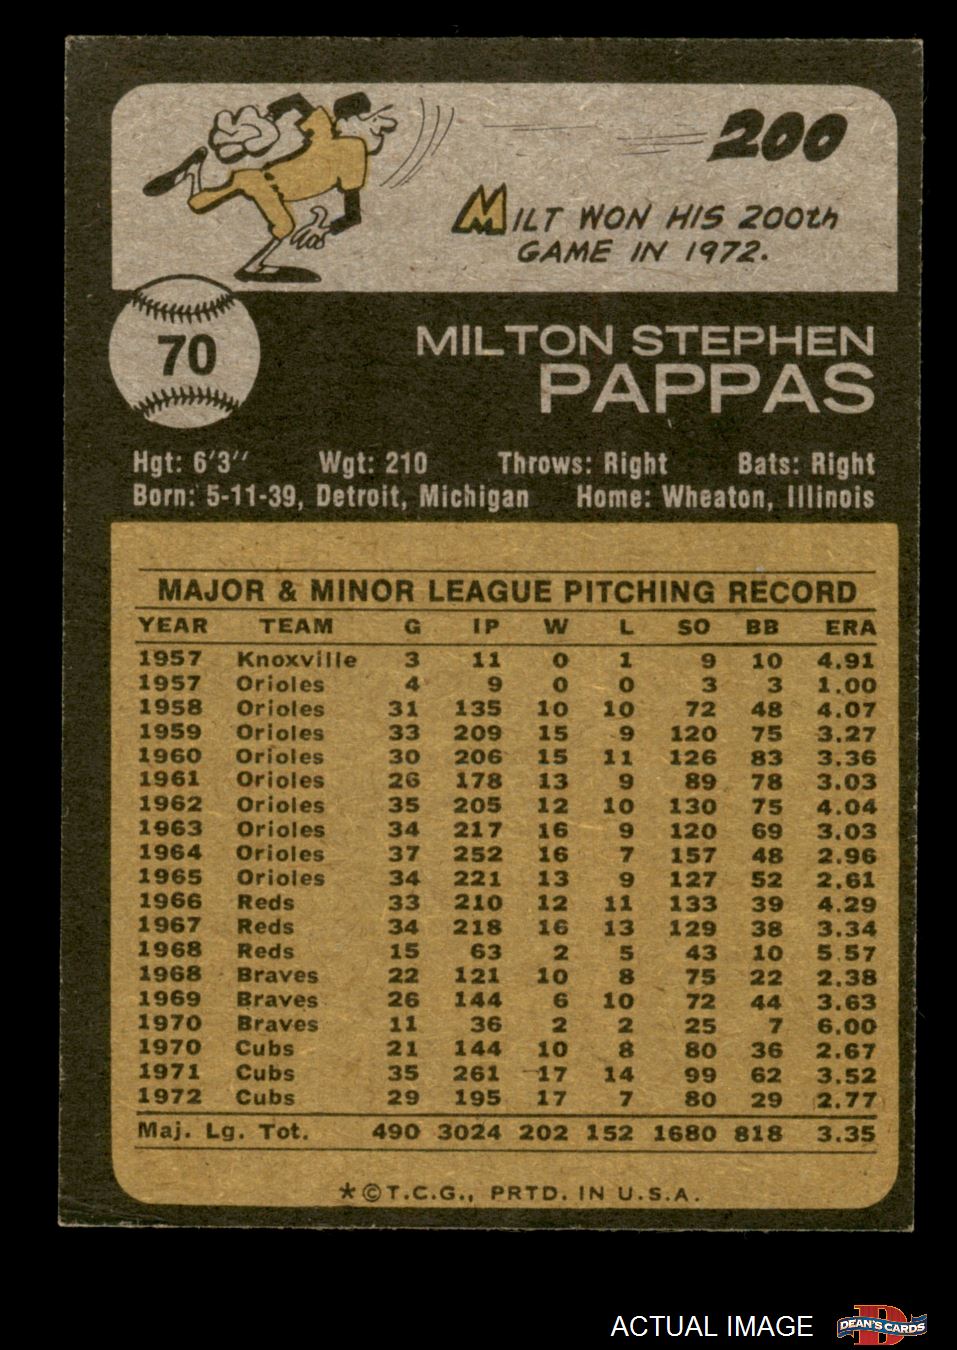 200
MILT WON HIS 200th
GAME IN 1972.
70
MILTON STEPHEN
PAPPAS
Hgt: 6'3" Wgt: 210 Throws: Right Bats: Right
Born: 5-11-39, Detroit, Michigan Home: Wheaton, Illinois
MAJOR & MINOR LEAGUE PITCHING RECORD
YEAR TEAM G IP W L SO BB ERA
1957 Knoxville 3 11 0 1 9 10 4.91
1957 Orioles 4 9 0 0 3 3 1.00
1958 Orioles 31 135 10 10 72 48 4.07
1959 Orioles 33 209 15 9 120 75 3.27
1960 Orioles 30 206 15 11 126 83 3.36
1961 Orioles 26 178 13 9 89 78 3.03
1962 Orioles 35 205 12 10 130 75 4.04
1963 Orioles 34 217 16 9 120 69 3.03
1964 Orioles 37 252 16 7 157 48 2.96
1965 Orioles 34 221 13 9 127 52 2.61
1966 Reds 33 210 12 11 133 39 4.29
1967 Reds 34 218 16 13 129 38 3.34
1968 Reds 15 63 2 5 43 10 5.57
1968 Braves 22 121 10 8 75 22 2.38
1969 Braves 26 144 6 10 72 44 3.63
1970 Braves 11 36 2 2 25 7 6.00
1970 Cubs 21 144 10 8 80 36 2.67
1971 Cubs 35 261 17 14 99 62 3.52
1972 Cubs 29 195 17 7 80 29 2.77
Maj. Lg. Tot. 490 3024 202 152 1680 818 3.35
*©T.C.G., PRTD. IN U.S.A.
ACTUAL IMAGE
D
DEAN'S CARDS